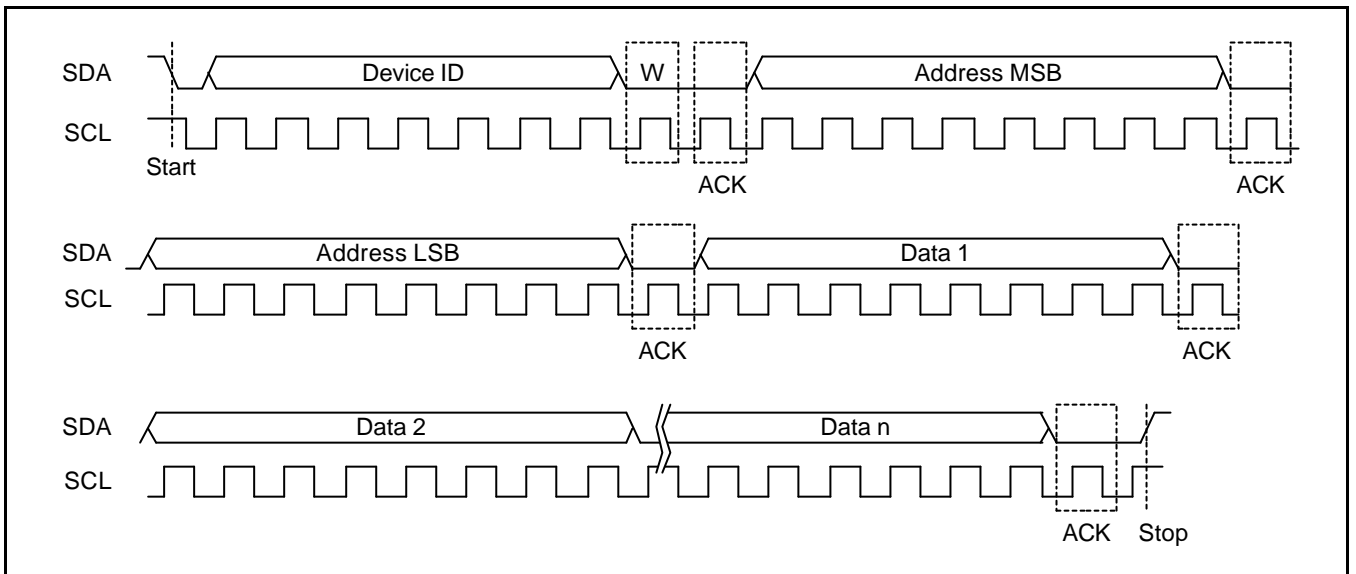 SDA Device ID W Address MSB
SCL
Start
ACK ACK
SDA Address LSB Data 1
SCL
ACK ACK
SDA Data 2 Data n
SCL
ACK Stop